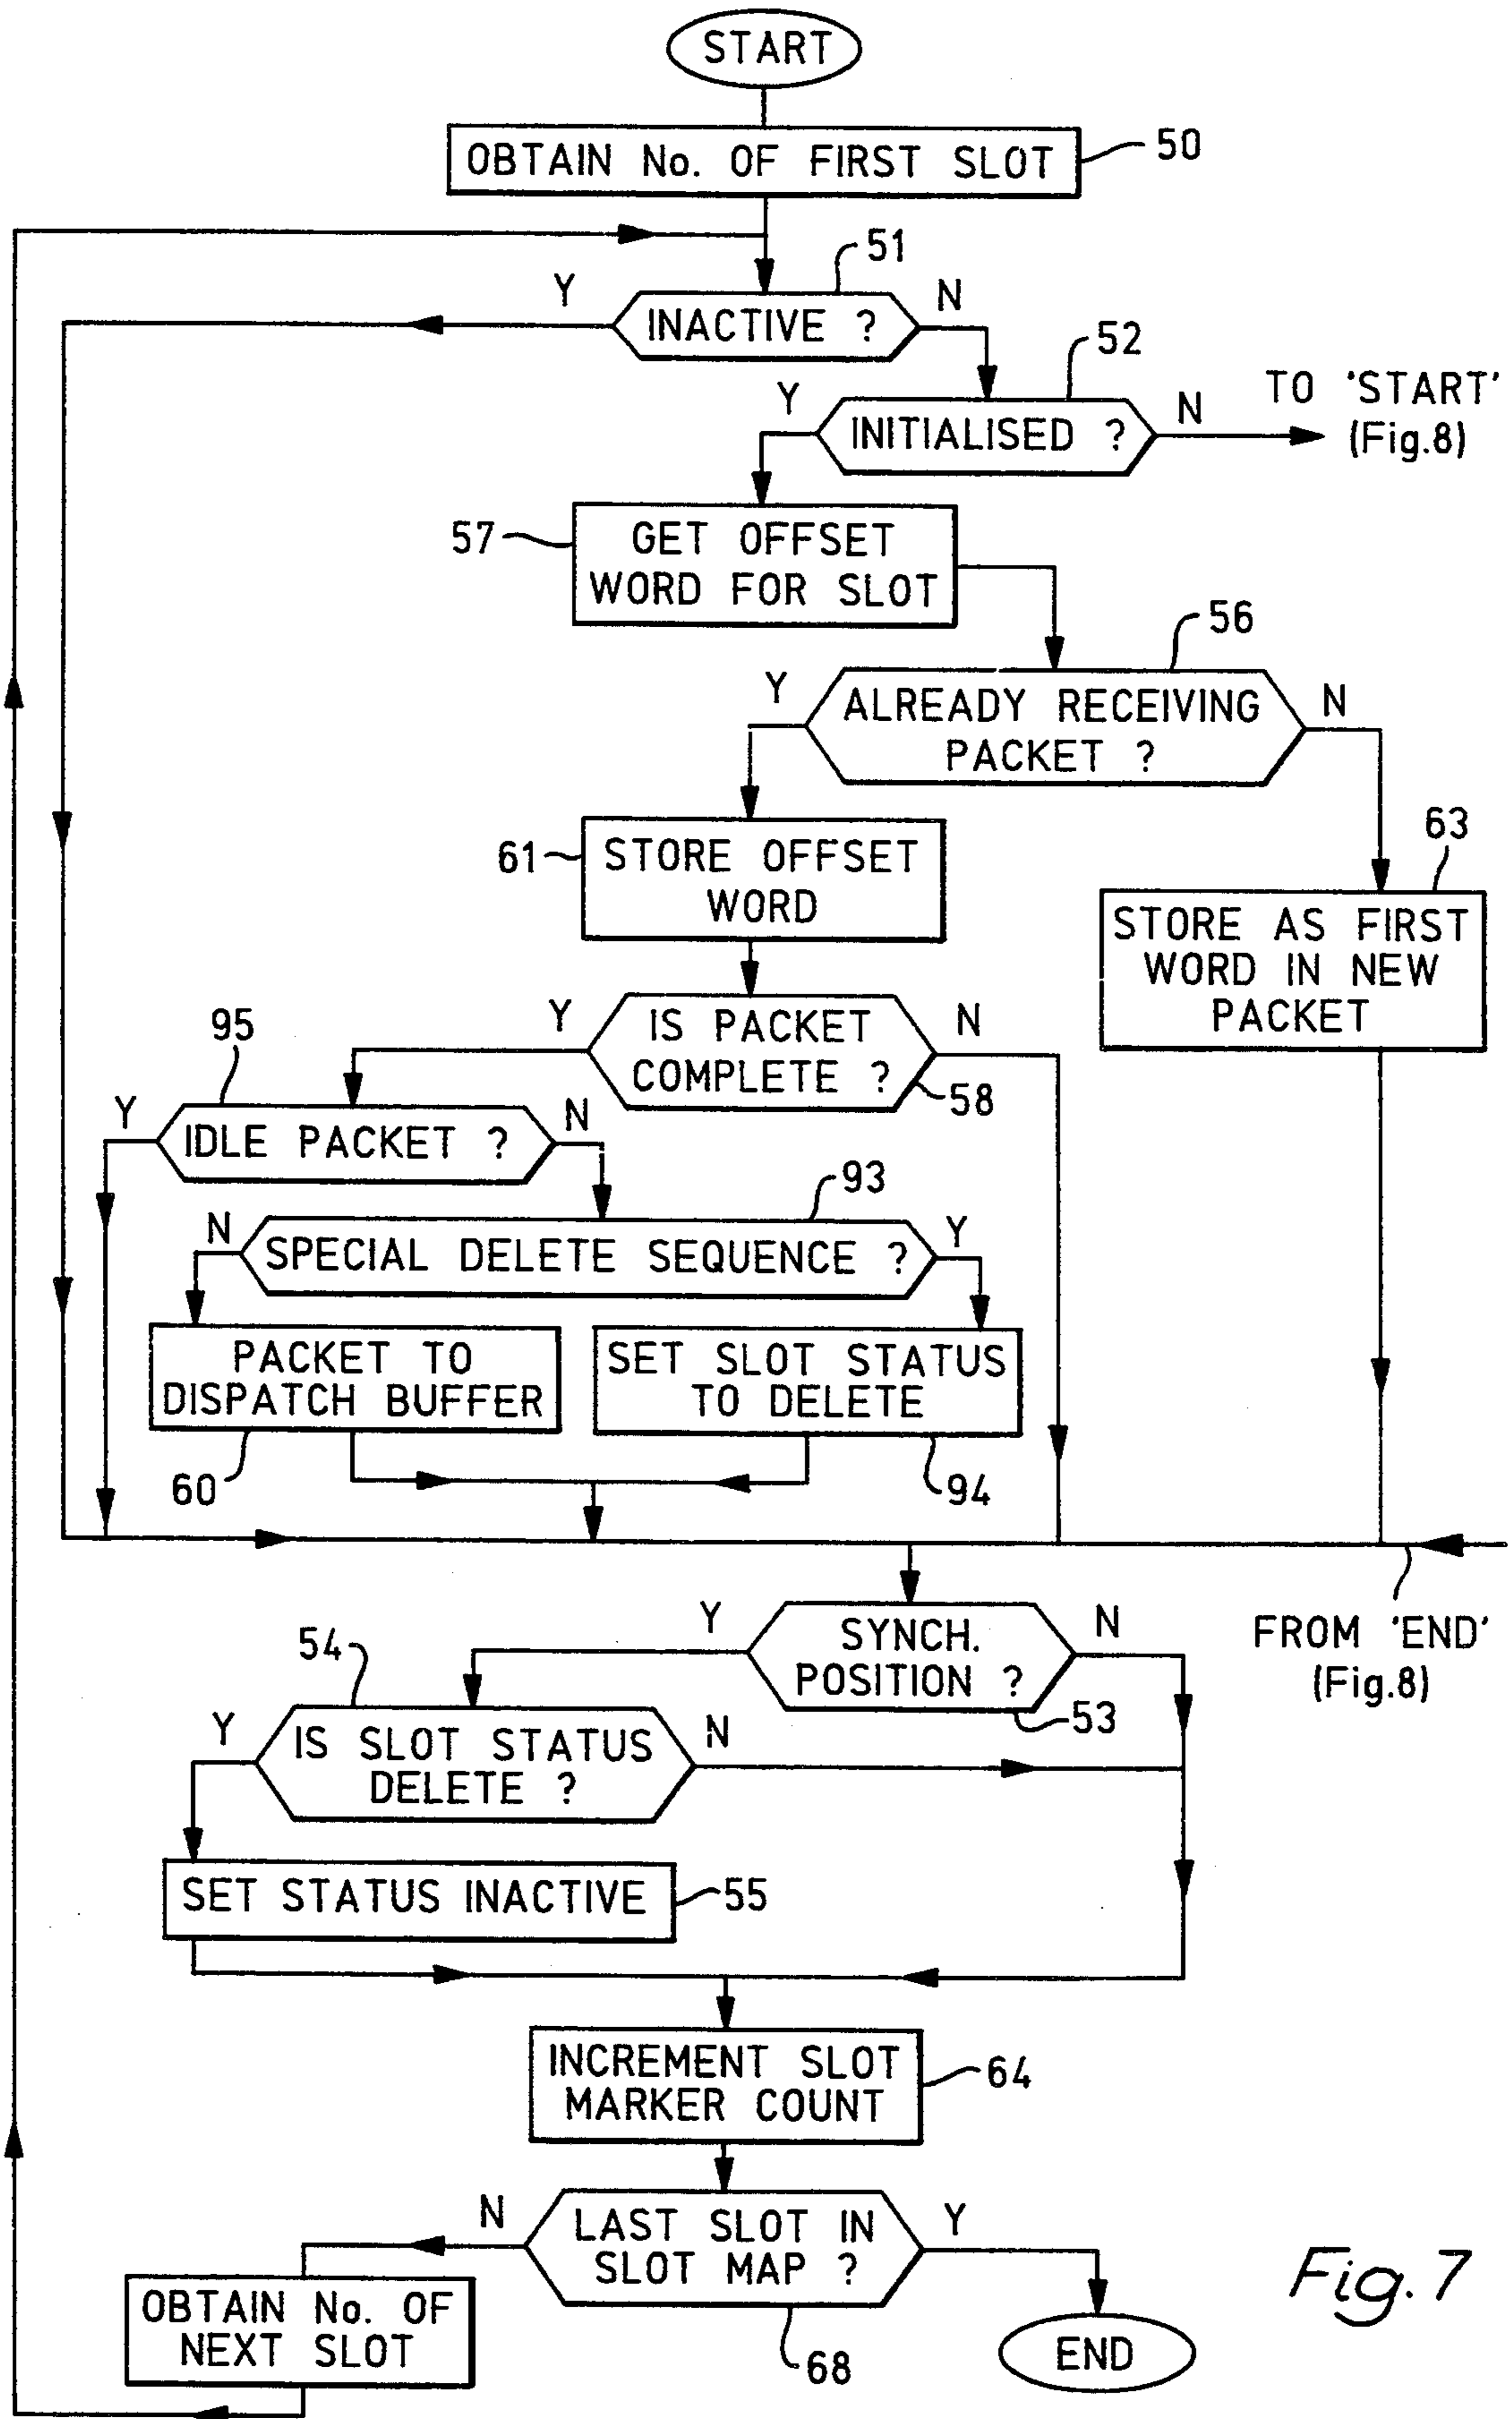 START
OBTAIN No. OF FIRST SLOT
50
51
Y
INACTIVE ?
N
52
Y
INITIALISED ?
N
TO 'START'
(Fig.8)
57
GET OFFSET
WORD FOR SLOT
56
Y
ALREADY RECEIVING
PACKET ?
N
61
STORE OFFSET
WORD
63
STORE AS FIRST
WORD IN NEW
PACKET
Y
IS PACKET
COMPLETE ?
N
58
95
Y
IDLE PACKET ?
N
93
N
SPECIAL DELETE SEQUENCE ?
Y
PACKET TO
DISPATCH BUFFER
60
SET SLOT STATUS
TO DELETE
94
FROM 'END'
(Fig.8)
Y
SYNCH.
POSITION ?
N
53
54
Y
IS SLOT STATUS
DELETE ?
N
SET STATUS INACTIVE
55
INCREMENT SLOT
MARKER COUNT
64
N
LAST SLOT IN
SLOT MAP ?
Y
68
OBTAIN No. OF
NEXT SLOT
END
Fig. 7